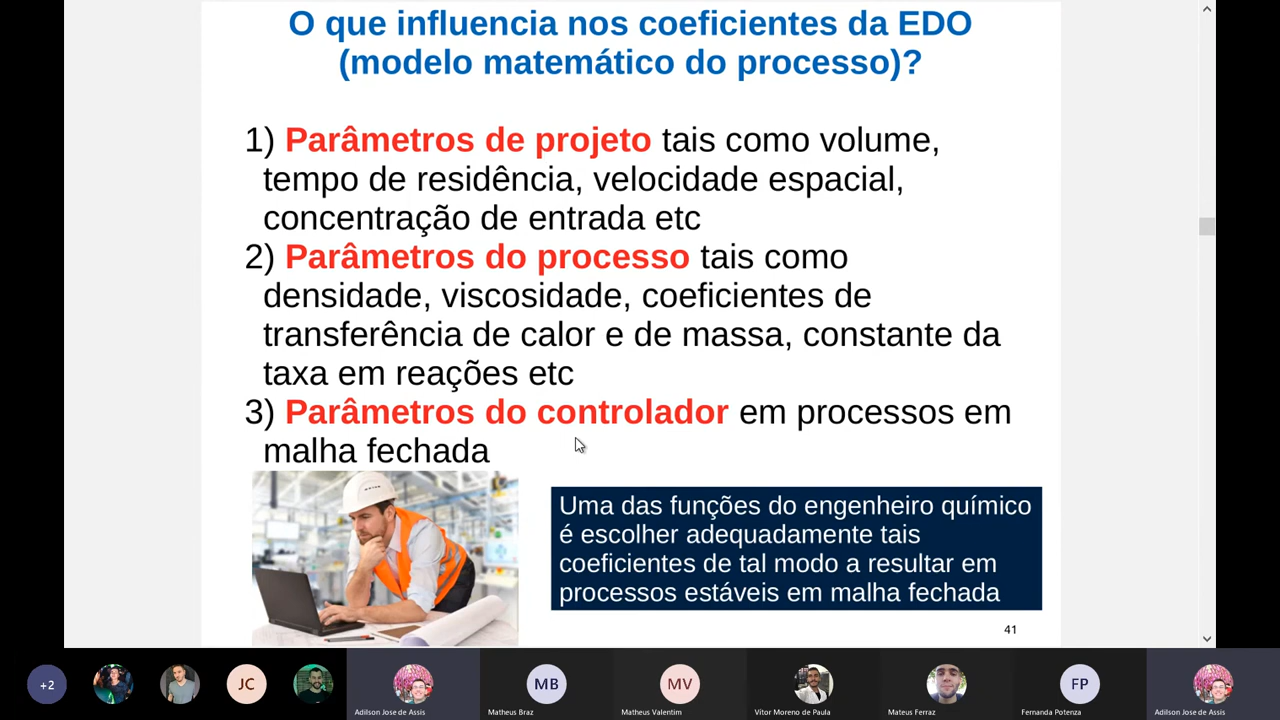 O que influencia nos coeficientes da EDO
(modelo matemático do processo)?
1) Parâmetros de projeto tais como volume,
tempo de residência, velocidade espacial,
concentração de entrada etc
2) Parâmetros do processo tais como
densidade, viscosidade, coeficientes de
transferência de calor e de massa, constante da
taxa em reações etc
3) Parâmetros do controlador em processos em
malha fechada
Uma das funções do engenheiro químico
é escolher adequadamente tais
coeficientes de tal modo a resultar em
processos estáveis em malha fechada
41
+2
JC
MB
MV
FP
Adilson Jose de Assis
Matheus Braz
Matheus Valentim
Vítor Moreno de Paula
Mateus Ferraz
Fernanda Potenza
Adilson Jose de Assis